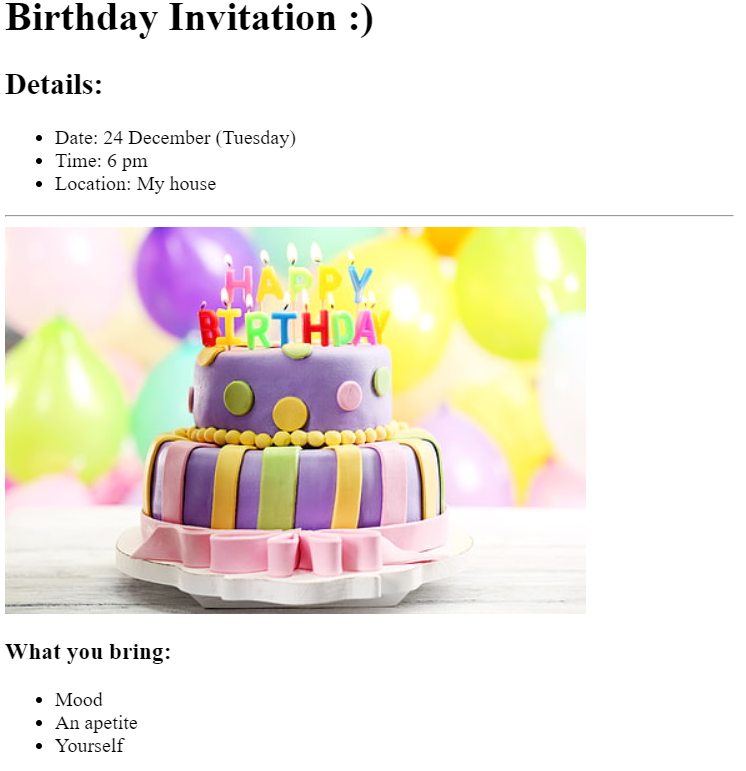 Birthday Invitation :)
Details:
Date: 24 December (Tuesday)
Time: 6 pm
Location: My house
HAPPY
BIRTHDAY
What you bring:
Mood
An apetite
Yourself